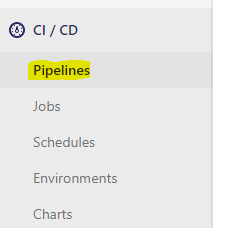 CI / CD
Pipelines
Jobs
Schedules
Environments
Charts